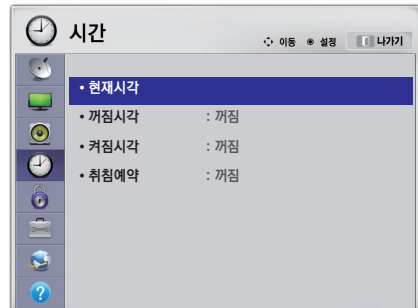 시간
이동 설정 나가기
• 현재시각
• 꺼짐시각 : 꺼짐
• 켜짐시각 : 꺼짐
• 취침예약 : 꺼짐
?